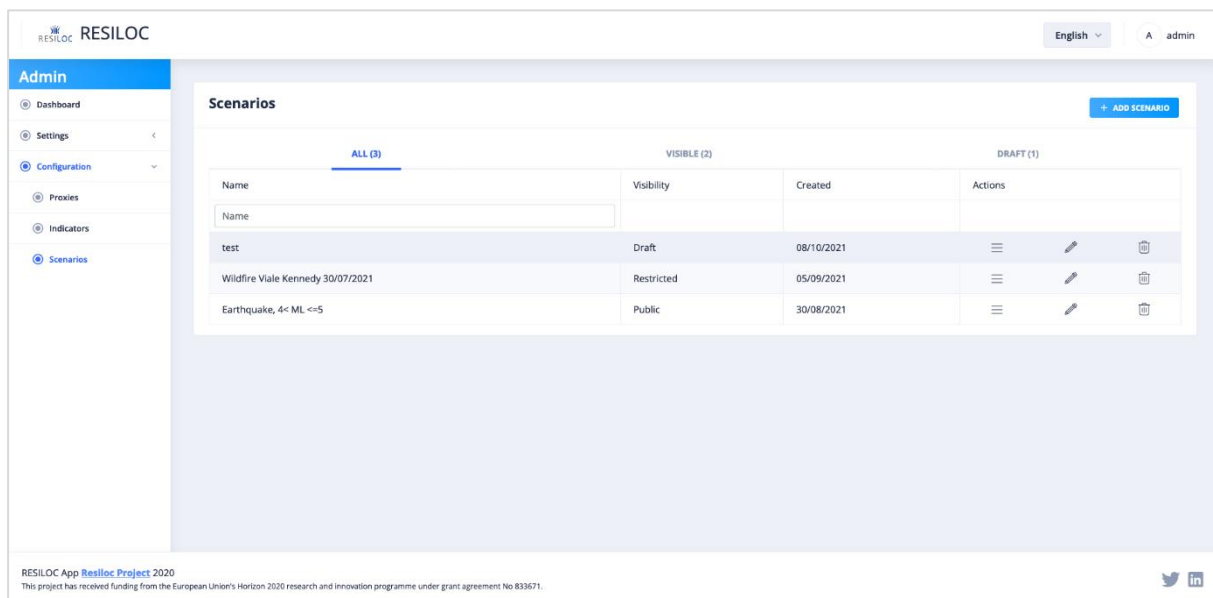 RESILOC RESILOC
English
A admin
Admin
Dashboard
Settings
Configuration
Proxies
Indicators
Scenarios
Scenarios
+ ADD SCENARIO
ALL (3) VISIBLE (2) DRAFT (1)
Name Visibility Created Actions
Name
test Draft 08/10/2021
Wildfire Viale Kennedy 30/07/2021 Restricted 05/09/2021
Earthquake, 4< ML <=5 Public 30/08/2021
RESILOC App Resiloc Project 2020
This project has received funding from the European Union's Horizon 2020 research and innovation programme under grant agreement No 833671.